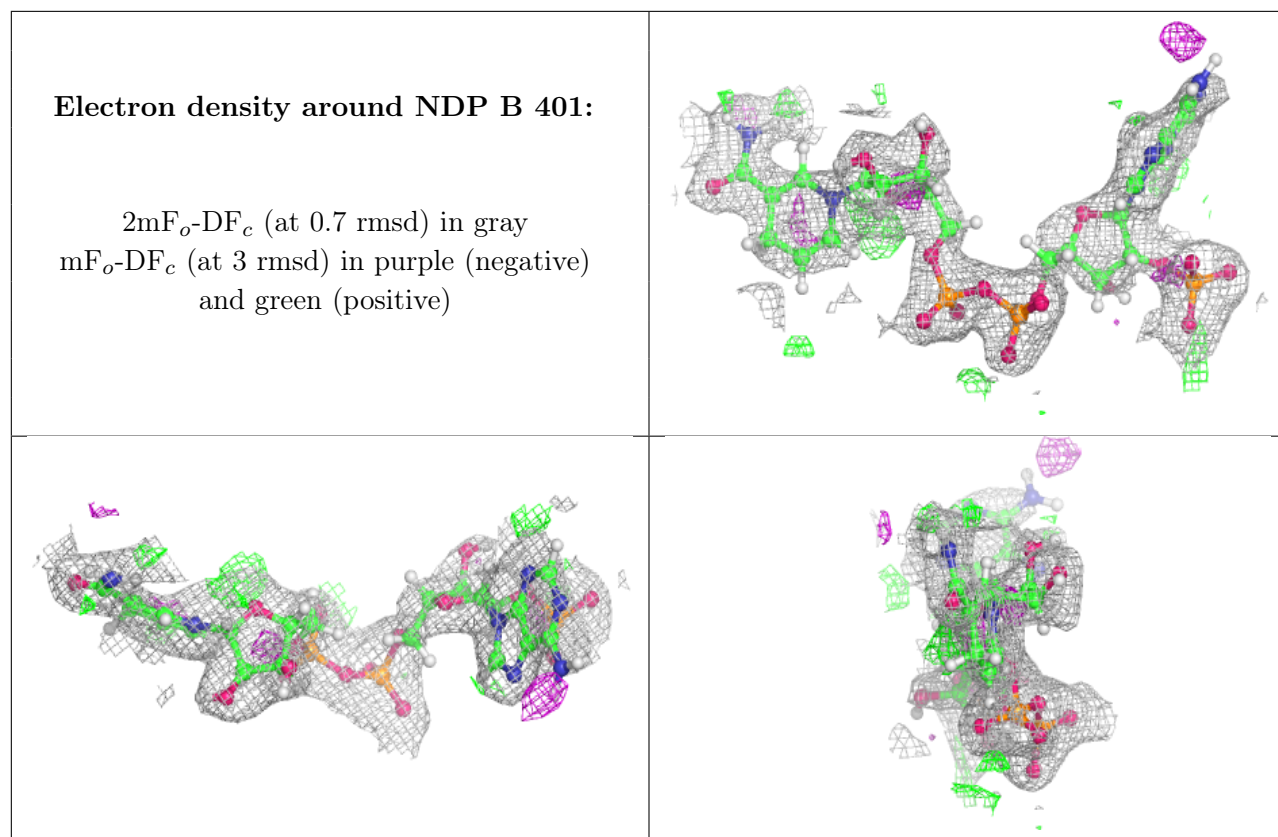 Electron density around NDP B 401:
2mFo-DFc (at 0.7 rmsd) in gray
mFo-DFc (at 3 rmsd) in purple (negative)
and green (positive)